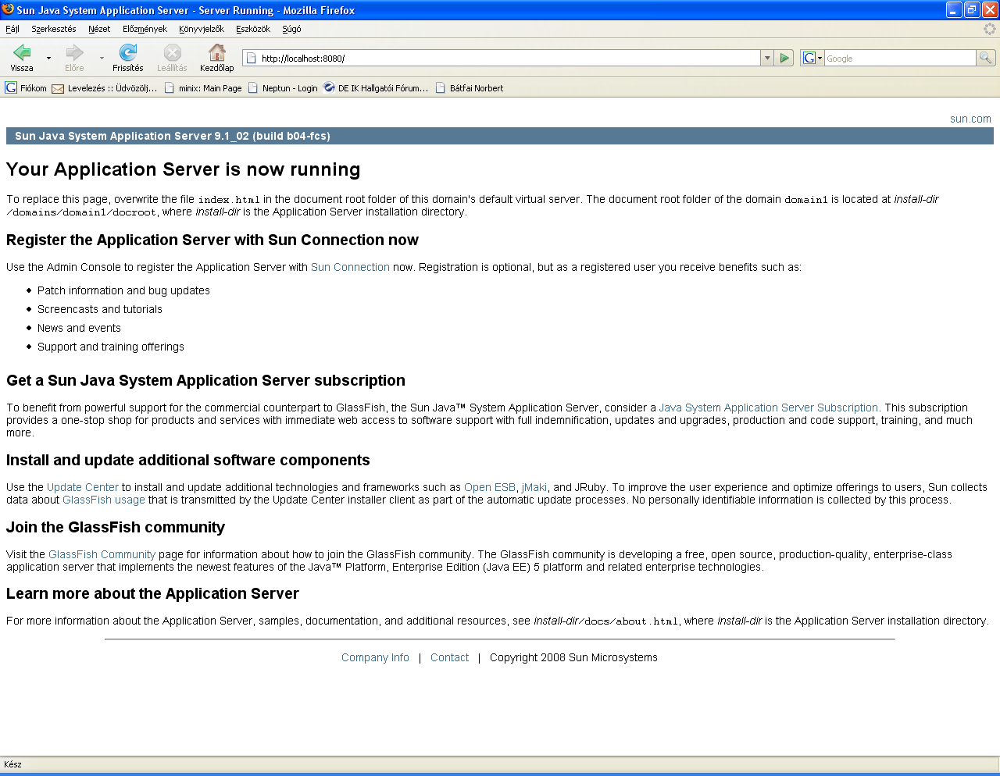 Sun Java System Application Server - Server Running - Mozilla Firefox
Fájl Szerkesztés Nézet Előzmények Könyvjelzők Eszközök Súgó
Vissza Előre Frissítés Leállítás Kezdőlap http://localhost:8080/ G Google
G Fiókom Levelezés :: Üdvözölj... minix: Main Page Neptun - Login DE IK Hallgatói Fórum... Bátfai Norbert
sun.com
Sun Java System Application Server 9.1_02 (build b04-fcs)
Your Application Server is now running
To replace this page, overwrite the file index.html in the document root folder of this domain's default virtual server. The document root folder of the domain domain1 is located at install-dir
/domains/domain1/docroot, where install-dir is the Application Server installation directory.
Register the Application Server with Sun Connection now
Use the Admin Console to register the Application Server with Sun Connection now. Registration is optional, but as a registered user you receive benefits such as:
• Patch information and bug updates
• Screencasts and tutorials
• News and events
• Support and training offerings
Get a Sun Java System Application Server subscription
To benefit from powerful support for the commercial counterpart to GlassFish, the Sun Java™ System Application Server, consider a Java System Application Server Subscription. This subscription
provides a one-stop shop for products and services with immediate web access to software support with full indemnification, updates and upgrades, production and code support, training, and much
more.
Install and update additional software components
Use the Update Center to install and update additional technologies and frameworks such as Open ESB, jMaki, and JRuby. To improve the user experience and optimize offerings to users, Sun collects
data about GlassFish usage that is transmitted by the Update Center installer client as part of the automatic update processes. No personally identifiable information is collected by this process.
Join the GlassFish community
Visit the GlassFish Community page for information about how to join the GlassFish community. The GlassFish community is developing a free, open source, production-quality, enterprise-class
application server that implements the newest features of the Java™ Platform, Enterprise Edition (Java EE) 5 platform and related enterprise technologies.
Learn more about the Application Server
For more information about the Application Server, samples, documentation, and additional resources, see install-dir/docs/about.html, where install-dir is the Application Server installation directory.
Company Info | Contact | Copyright 2008 Sun Microsystems
Kész